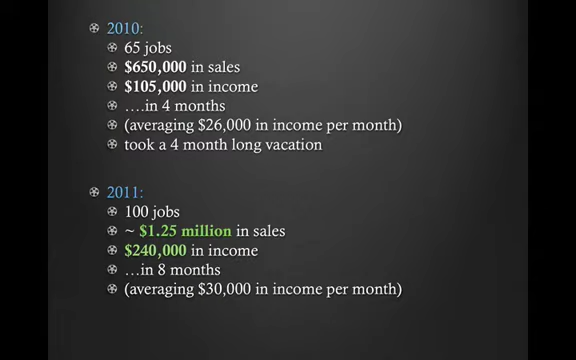 2010:
65 jobs
$650,000 in sales
$105,000 in income
….in 4 months
(averaging $26,000 in income per month)
took a 4 month long vacation
2011:
100 jobs
~ $1.25 million in sales
$240,000 in income
…in 8 months
(averaging $30,000 in income per month)